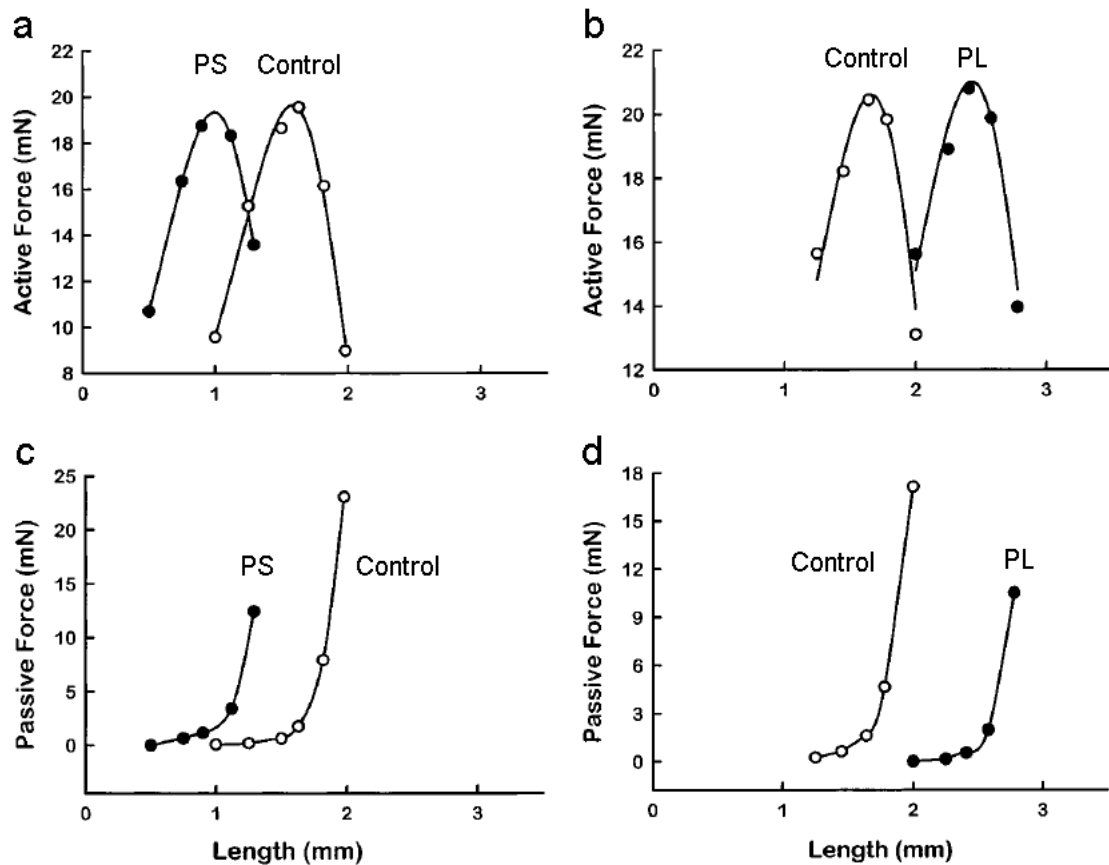 a
PS Control
Active Force (mN)
22
20
18
16
14
12
10
8
0 1 2 3
b
Control PL
Active Force (mN)
22
20
18
16
14
12
0 1 2 3
c
PS
Control
Passive Force (mN)
25
20
15
10
5
0
0 1 2 3
Length (mm)
d
Control PL
Passive Force (mN)
18
15
12
9
6
3
0
0 1 2 3
Length (mm)